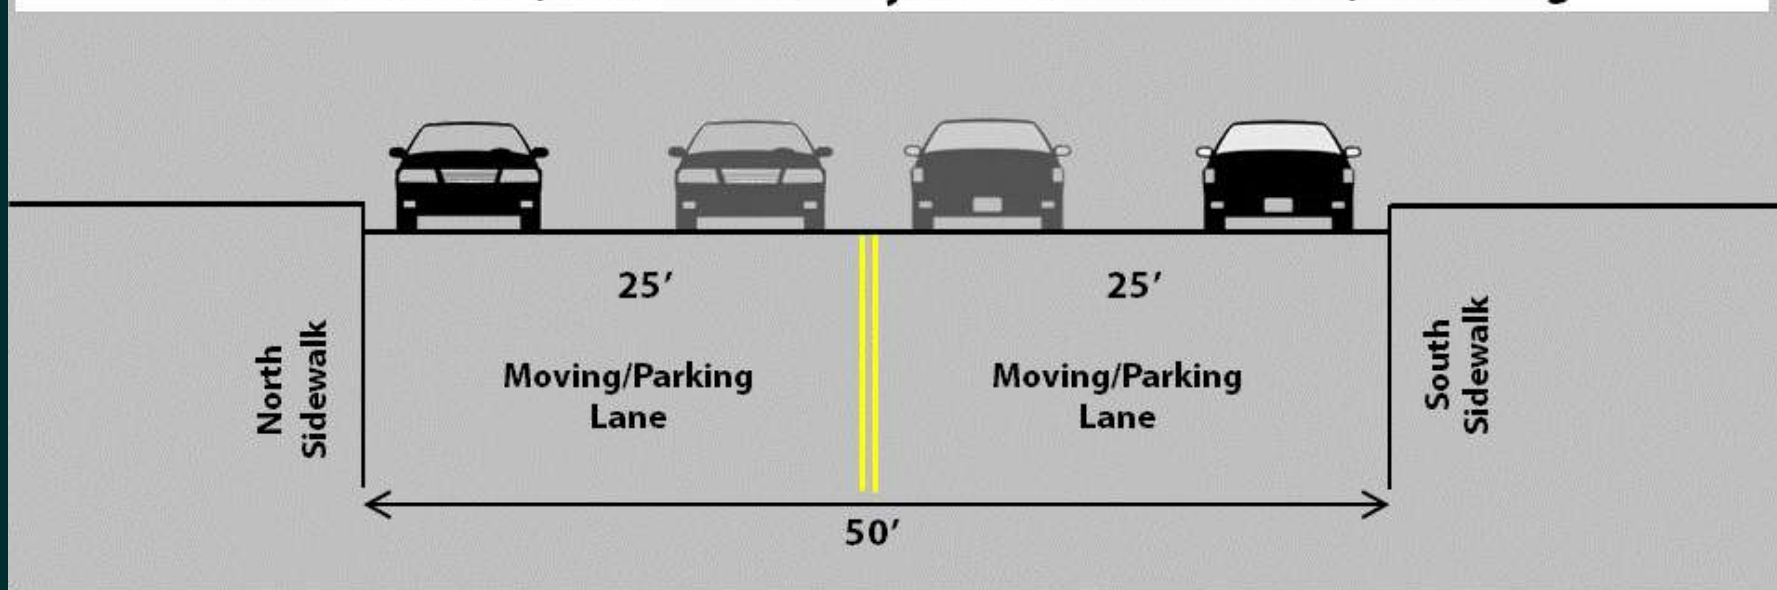 25′
25′
Moving/Parking
Lane
Moving/Parking
Lane
North
Sidewalk
South
Sidewalk
50′